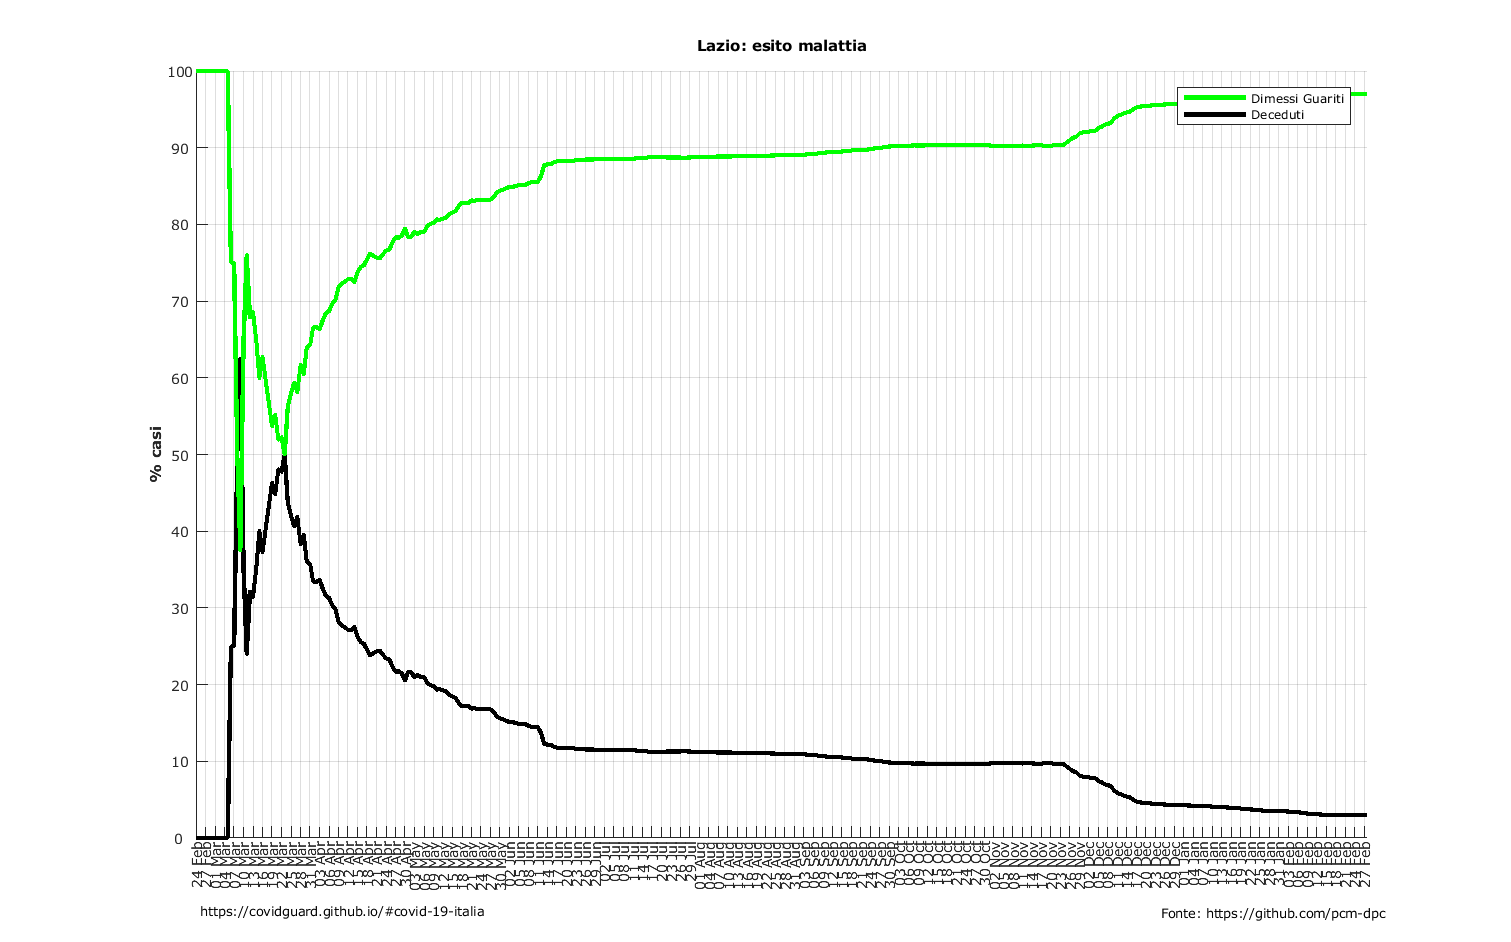 Lazio: esito malattia
100
90
80
70
60
50
40
30
20
10
0
% casi
Dimessi Guariti
Deceduti
24 Feb
27 Feb
01 Mar
04 Mar
07 Mar
10 Mar
13 Mar
16 Mar
19 Mar
22 Mar
25 Mar
28 Mar
31 Mar
03 Apr
06 Apr
09 Apr
12 Apr
15 Apr
18 Apr
21 Apr
24 Apr
27 Apr
30 Apr
03 May
06 May
09 May
12 May
15 May
18 May
21 May
24 May
27 May
30 May
02 Jun
05 Jun
08 Jun
11 Jun
14 Jun
17 Jun
20 Jun
23 Jun
26 Jun
29 Jun
02 Jul
05 Jul
08 Jul
11 Jul
14 Jul
17 Jul
20 Jul
23 Jul
26 Jul
29 Jul
01 Aug
04 Aug
07 Aug
10 Aug
13 Aug
16 Aug
19 Aug
22 Aug
25 Aug
28 Aug
31 Aug
03 Sep
06 Sep
09 Sep
12 Sep
15 Sep
18 Sep
21 Sep
24 Sep
27 Sep
30 Sep
03 Oct
06 Oct
09 Oct
12 Oct
15 Oct
18 Oct
21 Oct
24 Oct
27 Oct
30 Oct
02 Nov
05 Nov
08 Nov
11 Nov
14 Nov
17 Nov
20 Nov
23 Nov
26 Nov
29 Nov
02 Dec
05 Dec
08 Dec
11 Dec
14 Dec
17 Dec
20 Dec
23 Dec
26 Dec
29 Dec
01 Jan
04 Jan
07 Jan
10 Jan
13 Jan
16 Jan
19 Jan
22 Jan
25 Jan
28 Jan
31 Jan
03 Feb
06 Feb
09 Feb
12 Feb
15 Feb
18 Feb
21 Feb
24 Feb
27 Feb
https://covidguard.github.io/#covid-19-italia
Fonte: https://github.com/pcm-dpc